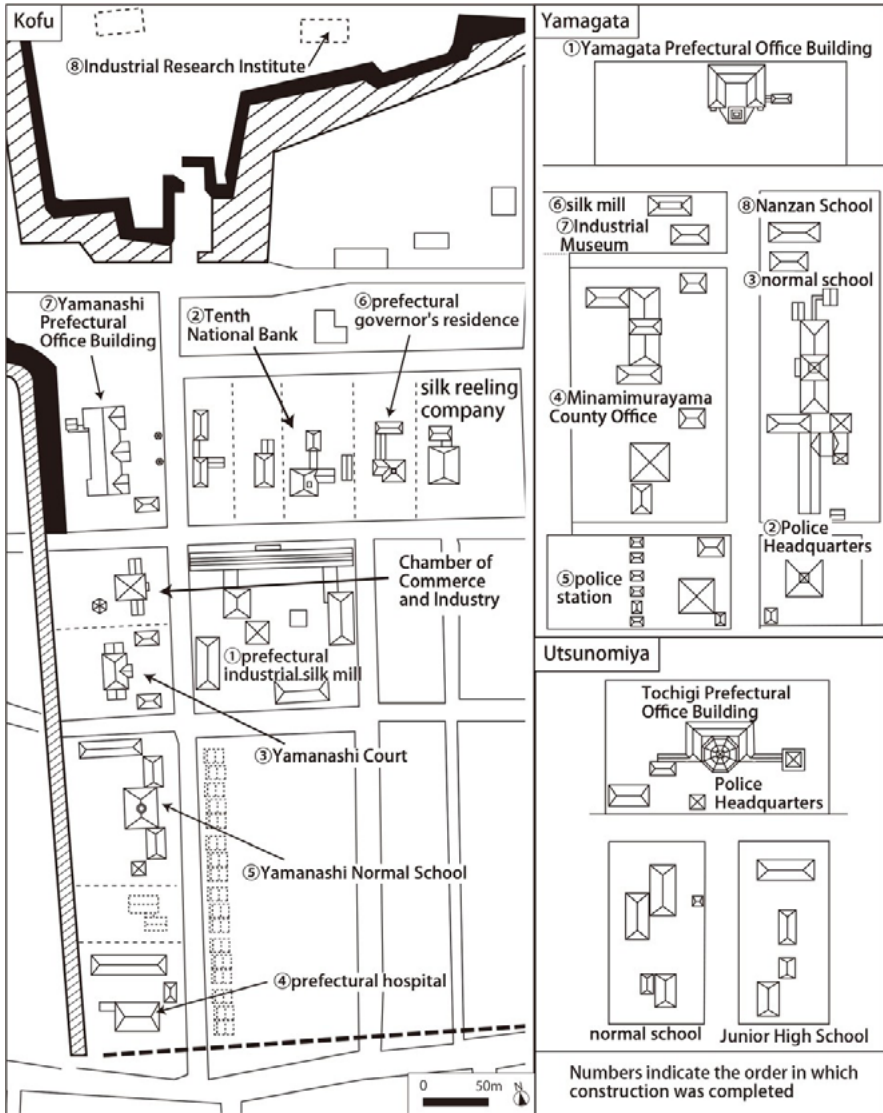 Kofu
⑧Industrial Research Institute
⑦Yamanashi
Prefectural
Office Building
②Tenth
National Bank
⑥prefectural
governor's residence
silk reeling
company
Chamber of
Commerce
and Industry
①prefectural
industrial silk mill
③Yamanashi Court
⑤Yamanashi Normal School
④prefectural hospital
0 50m N
Yamagata
①Yamagata Prefectural Office Building
⑥silk mill
⑦Industrial
Museum
⑧Nanzan School
③normal school
④Minamimurayama
County Office
②Police
Headquarters
⑤police
station
Utsunomiya
Tochigi Prefectural
Office Building
Police
Headquarters
normal school
Junior High School
Numbers indicate the order in which
construction was completed